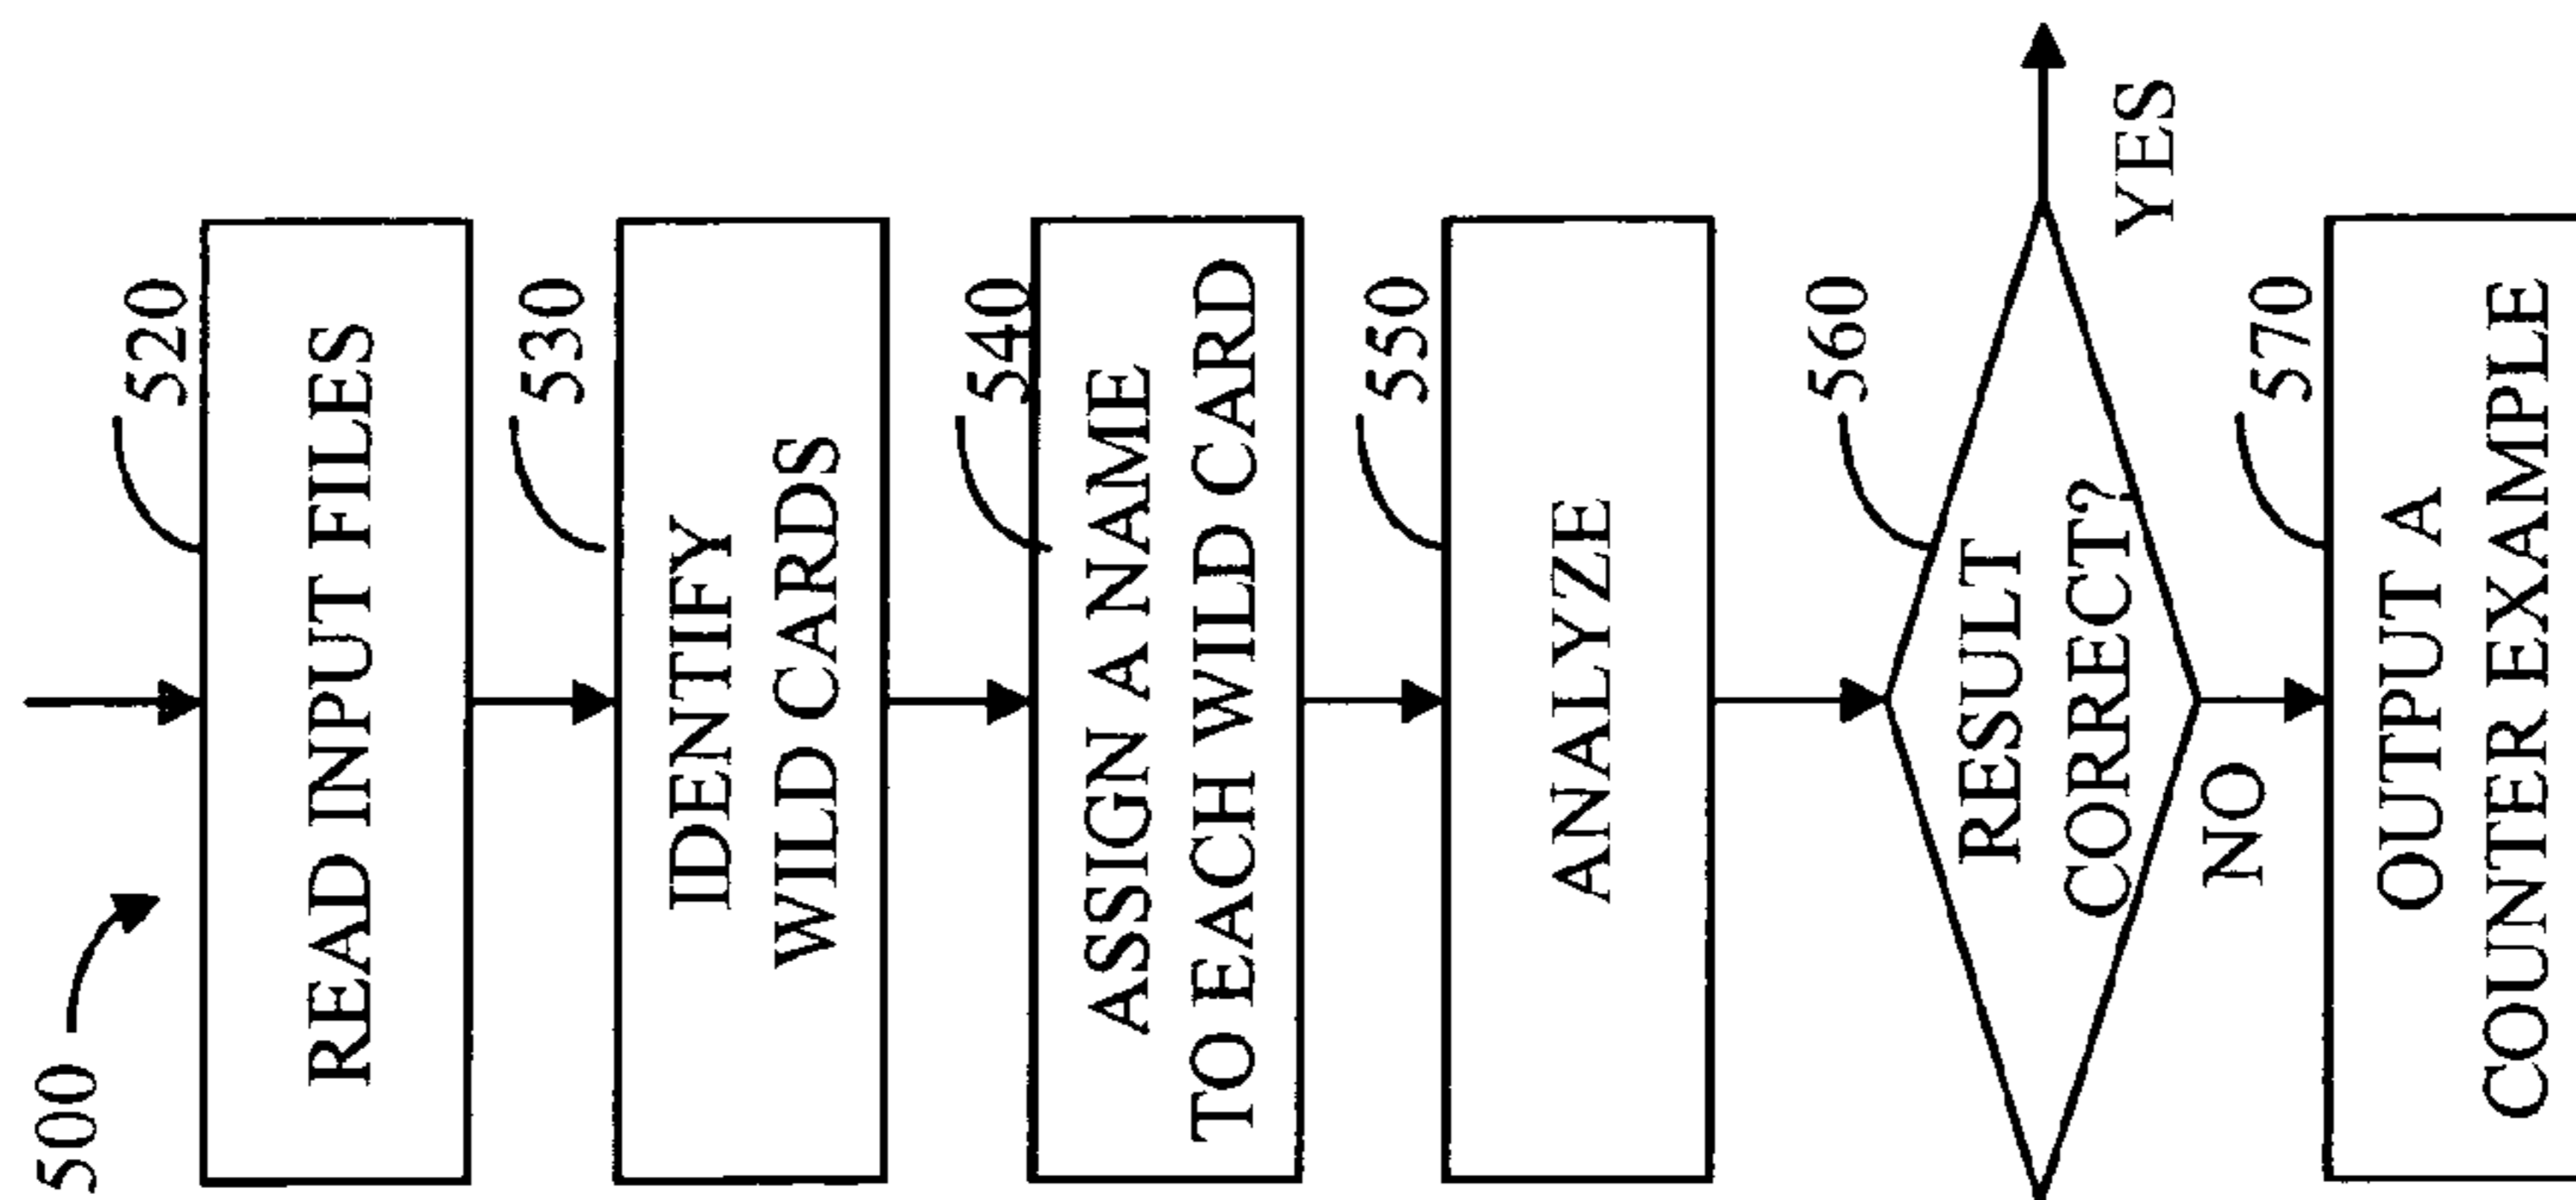 500
520
READ INPUT FILES
530
IDENTIFY
WILD CARDS
540
ASSIGN A NAME
TO EACH WILD CARD
550
ANALYZE
560
RESULT
CORRECT?
YES
NO
570
OUTPUT A
COUNTER EXAMPLE